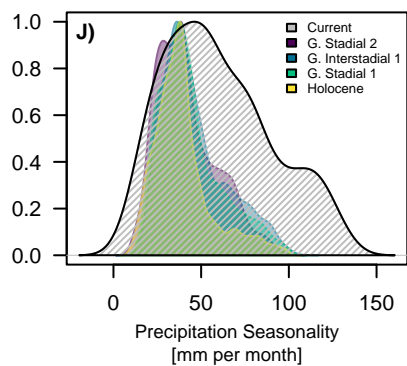 J)
Current
G. Stadial 2
G. Interstadial 1
G. Stadial 1
Holocene
1.0
0.8
0.6
0.4
0.2
0.0
0 50 100 150
Precipitation Seasonality
[mm per month]